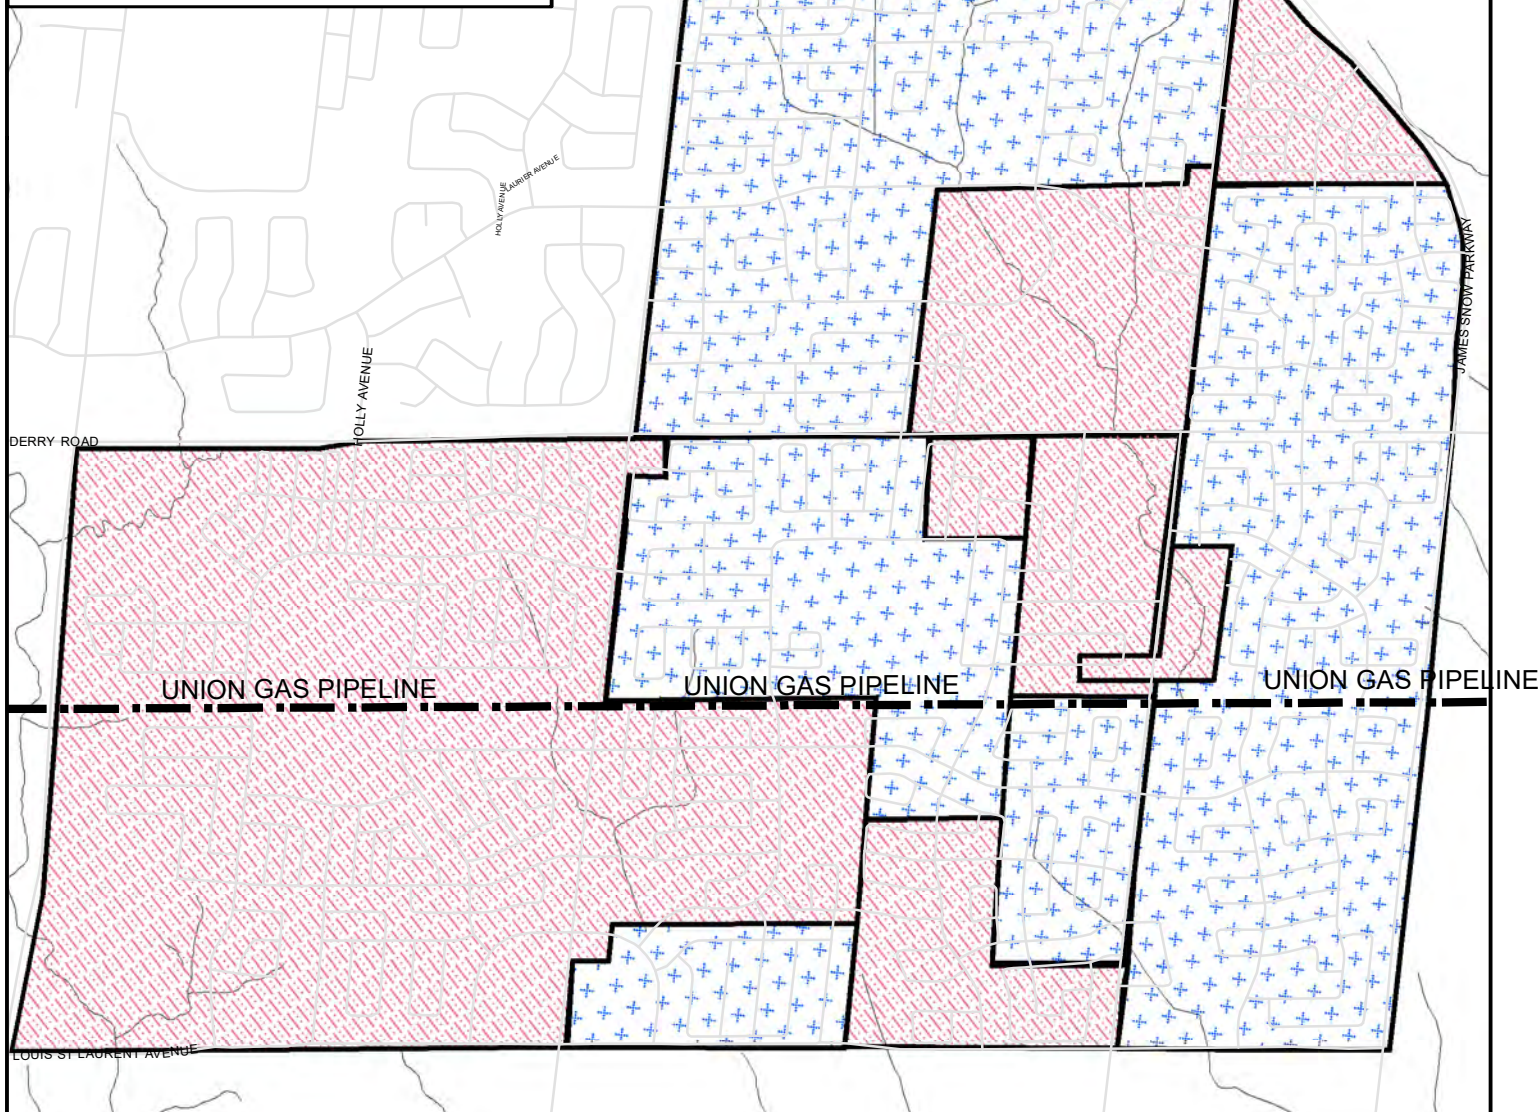 LAURIER AVENUE
HOLLY AVENUE
JAMES SNOW PARKWAY
HOLLY AVENUE
DERRY ROAD
UNION GAS PIPELINE
UNION GAS PIPELINE
UNION GAS PIPELINE
LOUIS ST LAURENT AVENUE